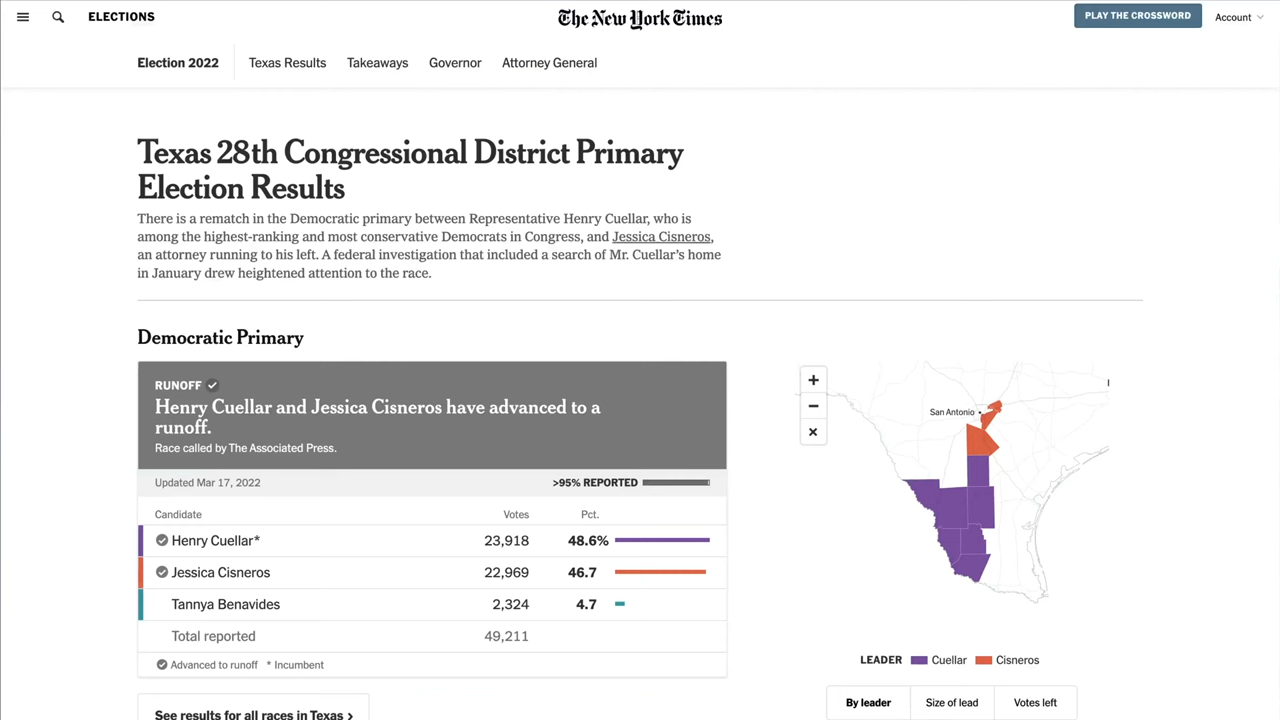 ELECTIONS
The New York Times
PLAY THE CROSSWORD
Account
Election 2022
Texas Results
Takeaways
Governor
Attorney General
Texas 28th Congressional District Primary
Election Results
There is a rematch in the Democratic primary between Representative Henry Cuellar, who is
among the highest-ranking and most conservative Democrats in Congress, and Jessica Cisneros,
an attorney running to his left. A federal investigation that included a search of Mr. Cuellar's home
in January drew heightened attention to the race.
Democratic Primary
RUNOFF
Henry Cuellar and Jessica Cisneros have advanced to a
runoff.
Race called by The Associated Press.
Updated Mar 17, 2022 >95% REPORTED
Candidate Votes Pct.
Henry Cuellar* 23,918 48.6%
Jessica Cisneros 22,969 46.7
Tannya Benavides 2,324 4.7
Total reported 49,211
Advanced to runoff * Incumbent
See results for all races in Texas ›
San Antonio
LEADER Cuellar Cisneros
By leader Size of lead Votes left